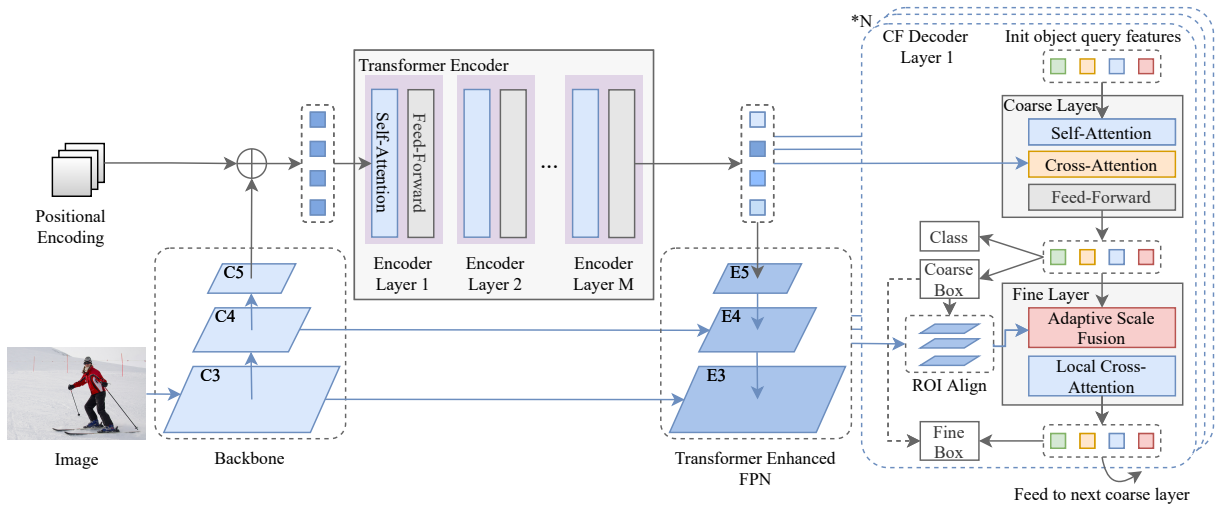 *N
CF Decoder
Layer 1
Init object query features
Transformer Encoder
Coarse Layer
Self-Attention
Feed-Forward
Self-Attention
Cross-Attention
Feed-Forward
...
Positional
Encoding
Encoder
Layer 1
Encoder
Layer 2
Encoder
Layer M
Class
Coarse
Box
C5
C4
C3
E5
E4
E3
Fine Layer
Adaptive Scale
Fusion
Local Cross-
Attention
ROI Align
Fine
Box
Image
Backbone
Transformer Enhanced
FPN
Feed to next coarse layer